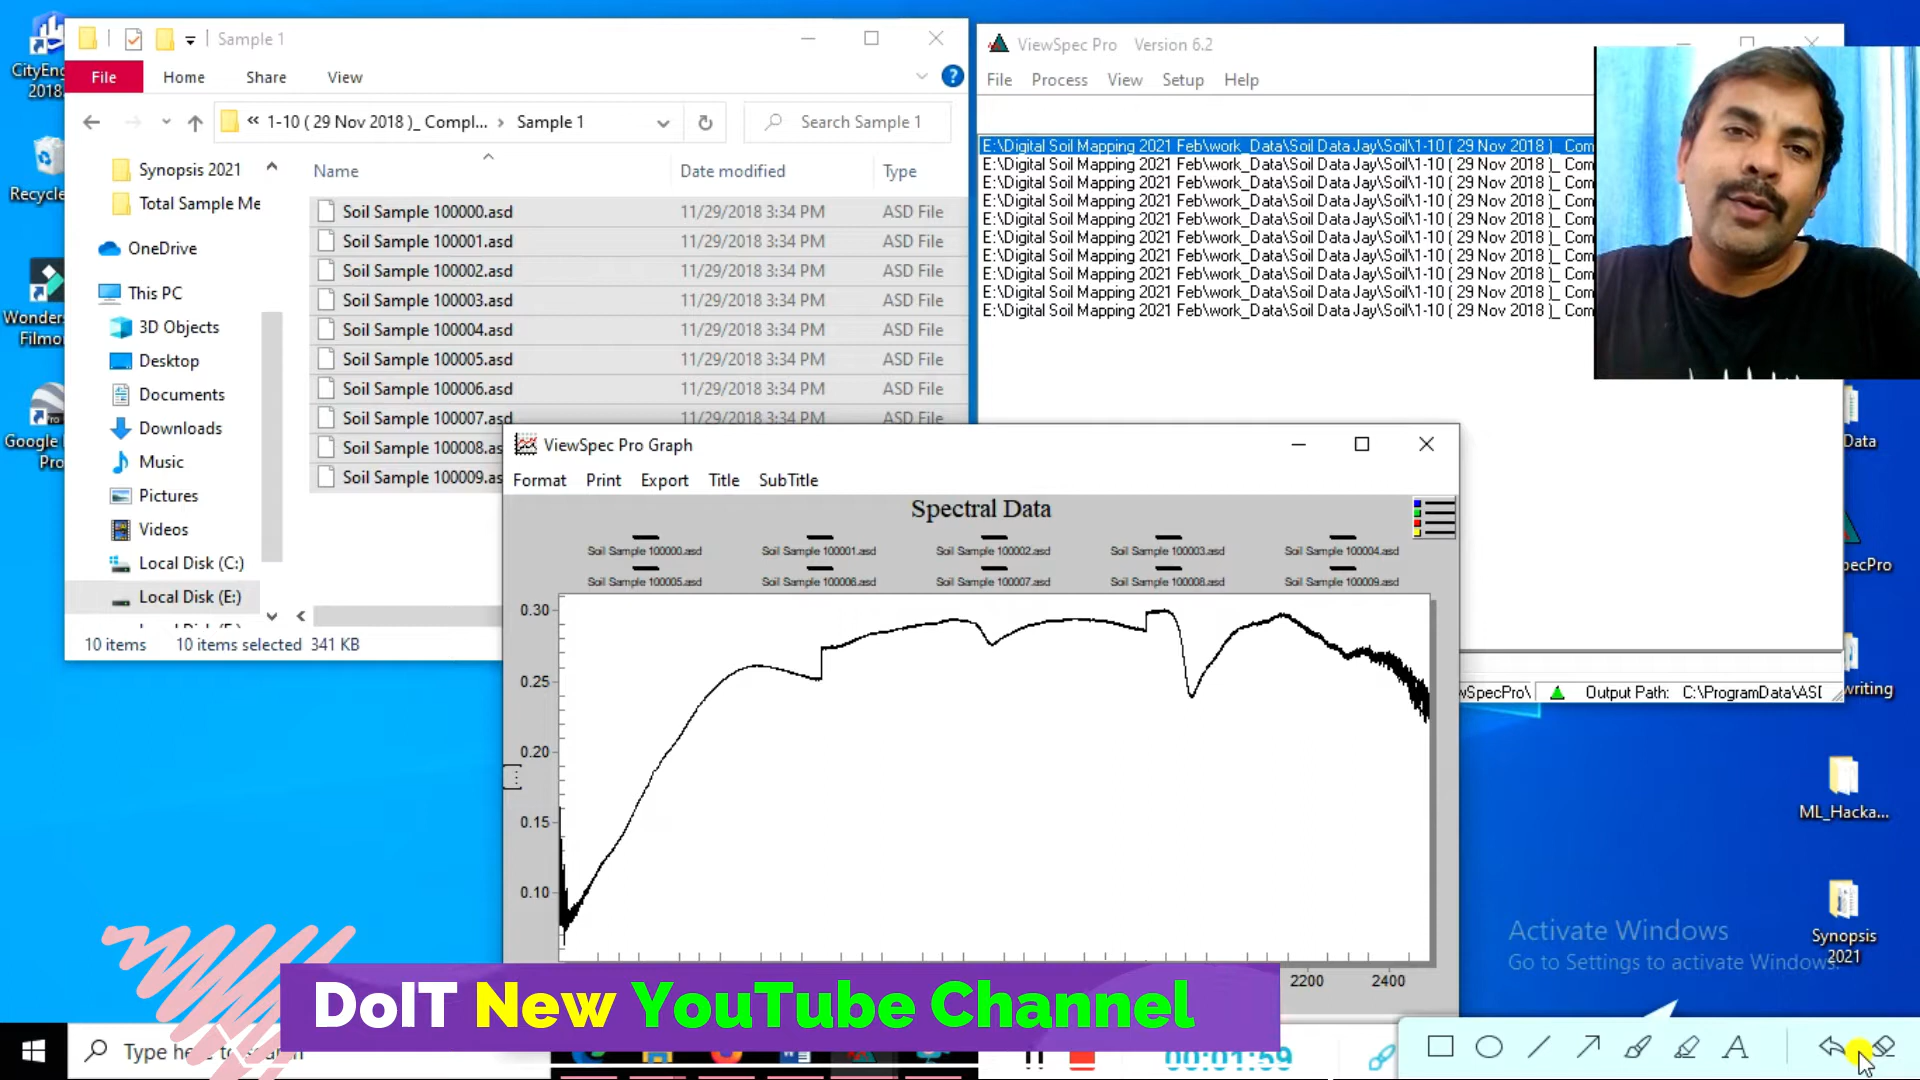 CityEn
2018
Recycle
Wonders
Filmor
Google
Pro
Sample 1
File
Home
Share
View
« 1-10 ( 29 Nov 2018 )_ Compl... › Sample 1
Search Sample 1
Synopsis 2021
Total Sample Me
OneDrive
This PC
3D Objects
Desktop
Documents
Downloads
Music
Pictures
Videos
Local Disk (C:)
Local Disk (E:)
Name
Date modified
Type
Soil Sample 100000.asd 11/29/2018 3:34 PM ASD File
Soil Sample 100001.asd 11/29/2018 3:34 PM ASD File
Soil Sample 100002.asd 11/29/2018 3:34 PM ASD File
Soil Sample 100003.asd 11/29/2018 3:34 PM ASD File
Soil Sample 100004.asd 11/29/2018 3:34 PM ASD File
Soil Sample 100005.asd 11/29/2018 3:34 PM ASD File
Soil Sample 100006.asd 11/29/2018 3:34 PM ASD File
Soil Sample 100007.asd 11/29/2018 3:34 PM ASD File
Soil Sample 100008.as
Soil Sample 100009.as
10 items 10 items selected 341 KB
ViewSpec Pro Version 6.2
File Process View Setup Help
E:\Digital Soil Mapping 2021 Feb\work_Data\Soil Data Jay\Soil\1-10 ( 29 Nov 2018 )_ Com
E:\Digital Soil Mapping 2021 Feb\work_Data\Soil Data Jay\Soil\1-10 ( 29 Nov 2018 )_ Com
E:\Digital Soil Mapping 2021 Feb\work_Data\Soil Data Jay\Soil\1-10 ( 29 Nov 2018 )_ Com
E:\Digital Soil Mapping 2021 Feb\work_Data\Soil Data Jay\Soil\1-10 ( 29 Nov 2018 )_ Com
E:\Digital Soil Mapping 2021 Feb\work_Data\Soil Data Jay\Soil\1-10 ( 29 Nov 2018 )_ Com
E:\Digital Soil Mapping 2021 Feb\work_Data\Soil Data Jay\Soil\1-10 ( 29 Nov 2018 )_ Com
E:\Digital Soil Mapping 2021 Feb\work_Data\Soil Data Jay\Soil\1-10 ( 29 Nov 2018 )_ Com
E:\Digital Soil Mapping 2021 Feb\work_Data\Soil Data Jay\Soil\1-10 ( 29 Nov 2018 )_ Com
E:\Digital Soil Mapping 2021 Feb\work_Data\Soil Data Jay\Soil\1-10 ( 29 Nov 2018 )_ Com
E:\Digital Soil Mapping 2021 Feb\work_Data\Soil Data Jay\Soil\1-10 ( 29 Nov 2018 )_ Com
wSpecPro\ Output Path: C:\ProgramData\ASD
Data
pecPro
writing
ML_Hacka...
Synopsis
2021
ViewSpec Pro Graph
Format Print Export Title SubTitle
Spectral Data
Soil Sample 100000.asd Soil Sample 100001.asd Soil Sample 100002.asd Soil Sample 100003.asd Soil Sample 100004.asd
Soil Sample 100005.asd Soil Sample 100006.asd Soil Sample 100007.asd Soil Sample 100008.asd Soil Sample 100009.asd
0.30
0.25
0.20
0.15
0.10
2200 2400
Activate Windows
Go to Settings to activate Windows.
DoIT New YouTube Channel
Type here to search
00:01:59